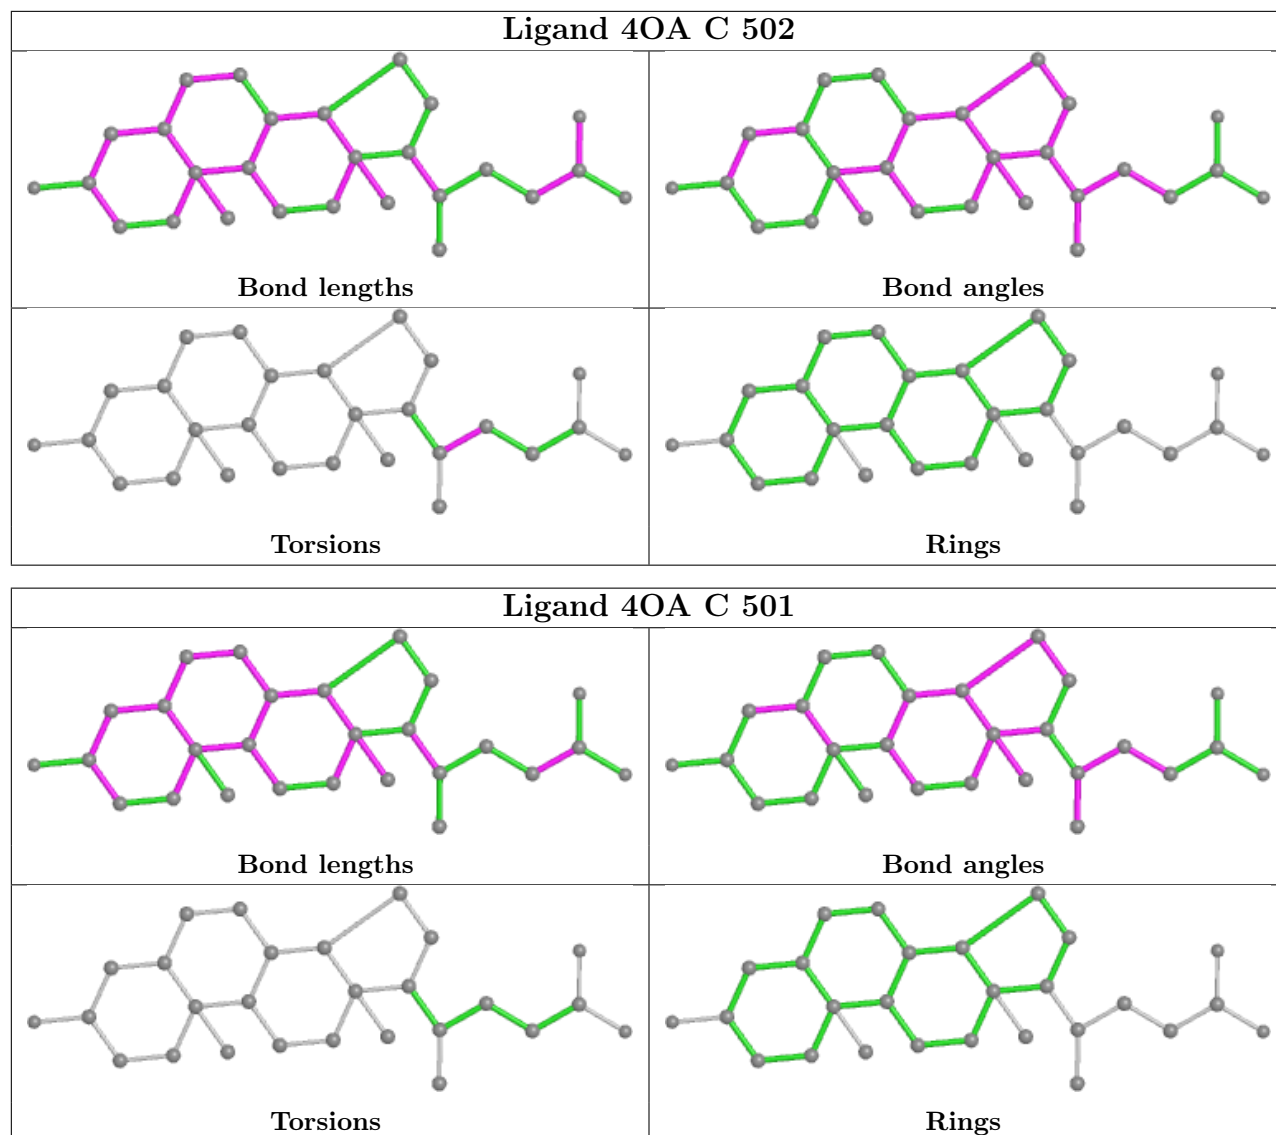 Ligand 4OA C 502
Bond lengths
Bond angles
Torsions
Rings
Ligand 4OA C 501
Bond lengths
Bond angles
Torsions
Rings